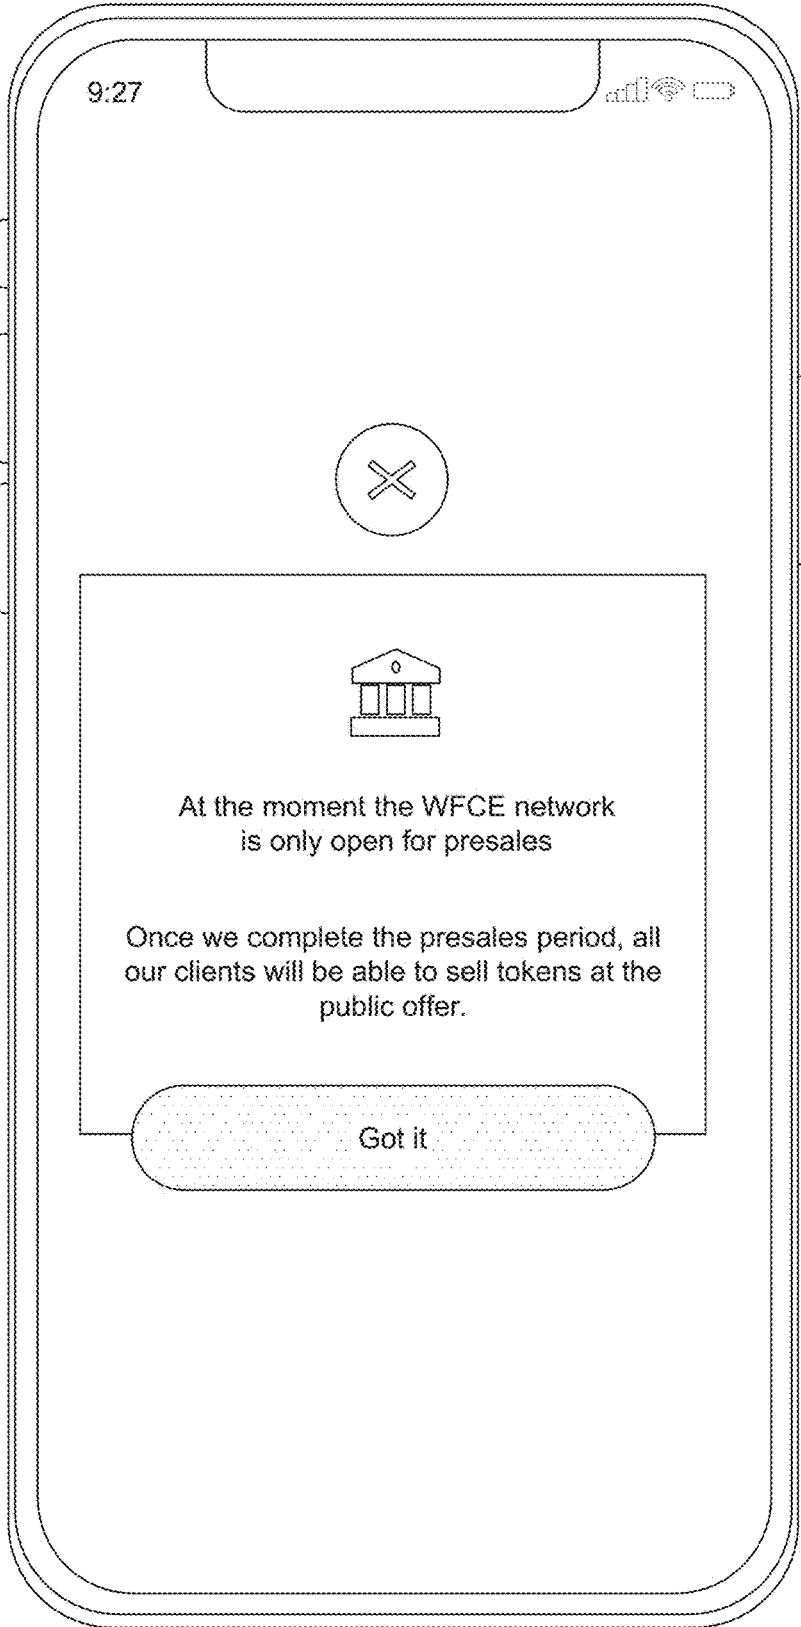 9:27
At the moment the WFCE network
is only open for presales
Once we complete the presales period, all
our clients will be able to sell tokens at the
public offer.
Got it